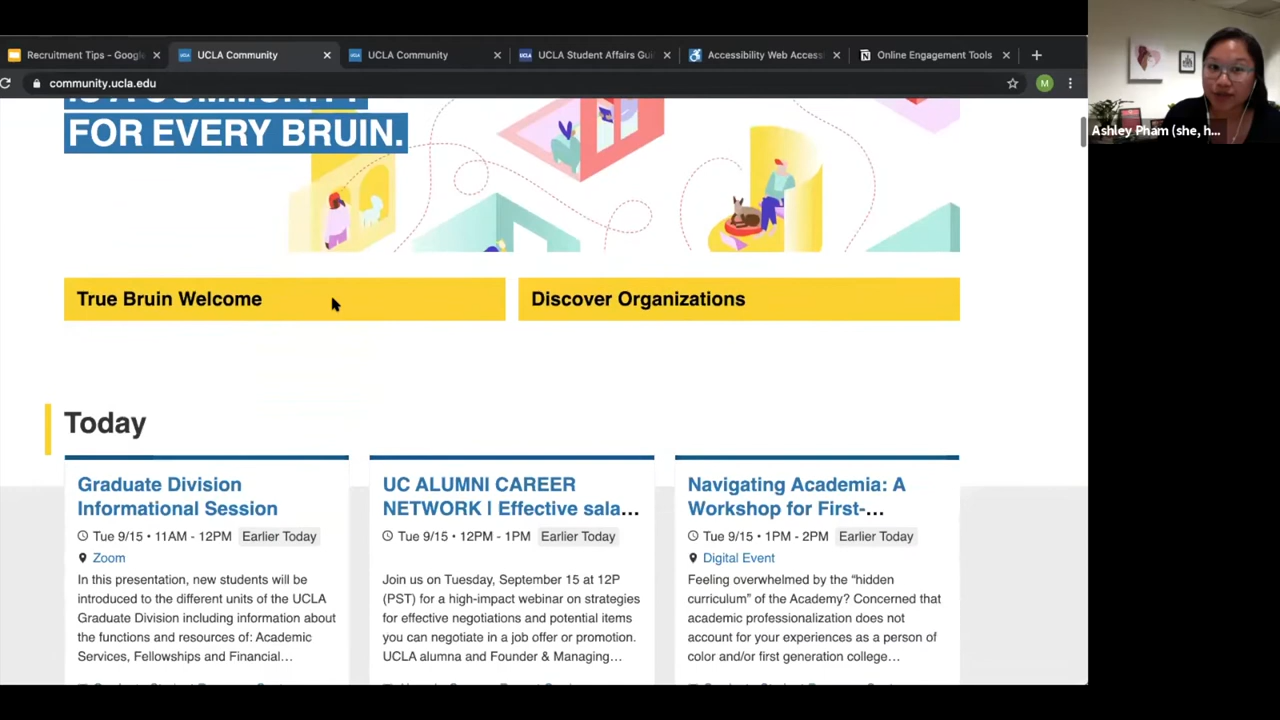 Recruitment Tips - Google
UCLA Community
UCLA Community
UCLA Student Affairs Gui
Accessibility Web Access
Online Engagement Tools
community.ucla.edu
M
Ashley Pham (she, h...
IS A COMMUNITY
FOR EVERY BRUIN.
True Bruin Welcome
Discover Organizations
Today
Graduate Division
Informational Session
Tue 9/15 • 11AM - 12PM Earlier Today
Zoom
In this presentation, new students will be
introduced to the different units of the UCLA
Graduate Division including information about
the functions and resources of: Academic
Services, Fellowships and Financial...
UC ALUMNI CAREER
NETWORK | Effective sala...
Tue 9/15 • 12PM - 1PM Earlier Today
Join us on Tuesday, September 15 at 12P
(PST) for a high-impact webinar on strategies
for effective negotiations and potential items
you can negotiate in a job offer or promotion.
UCLA alumna and Founder & Managing...
Navigating Academia: A
Workshop for First-...
Tue 9/15 • 1PM - 2PM Earlier Today
Digital Event
Feeling overwhelmed by the “hidden
curriculum” of the Academy? Concerned that
academic professionalization does not
account for your experiences as a person of
color and/or first generation college...